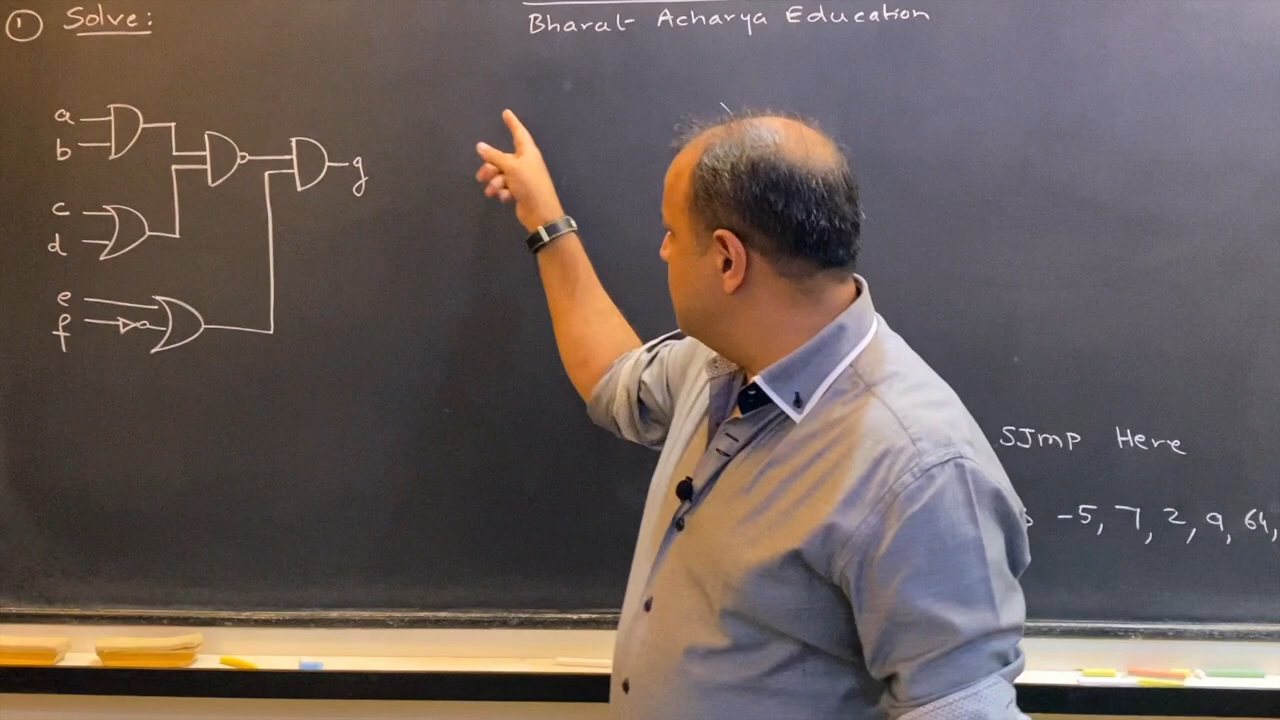 ① Solve:
Bharat Acharya Education
a
b
c
d
e
f
g
SJmp Here
-5, 7, 2, 9, 64,